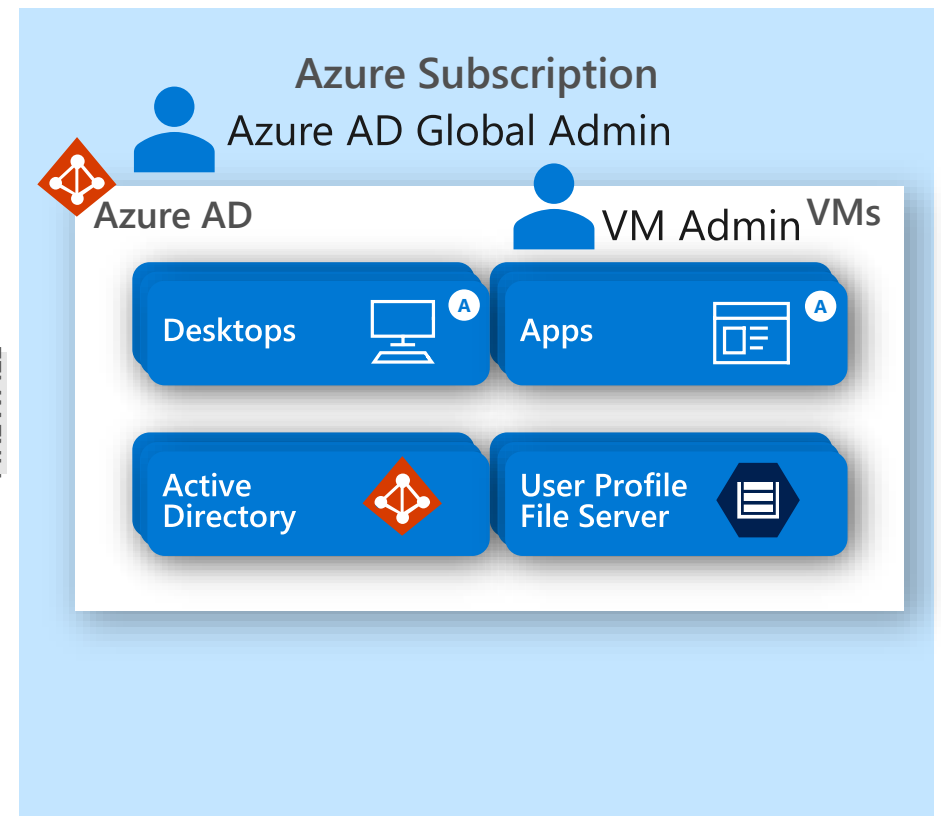 Azure Subscription
Azure AD Global Admin
Azure AD
VM Admin
VMs
Desktops
A
Apps
A
Active
Directory
User Profile
File Server